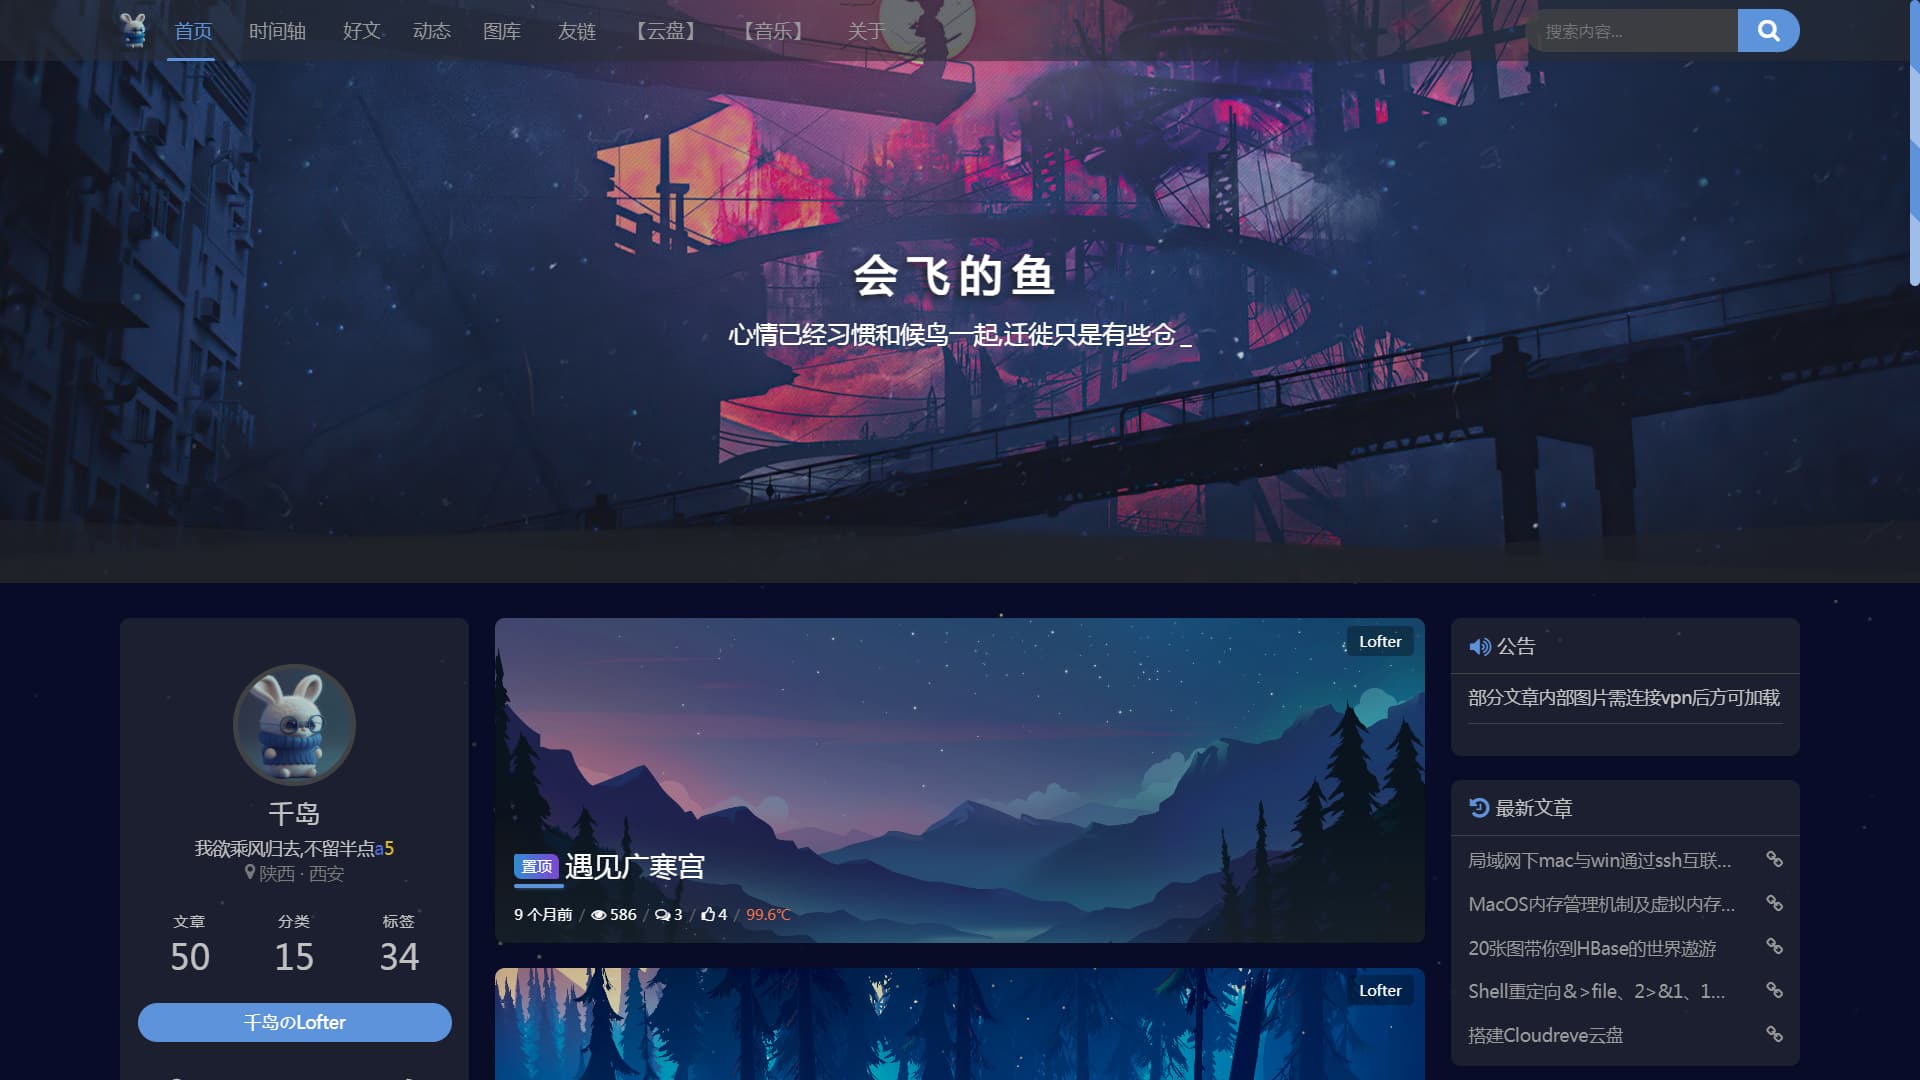 首页 时间轴 好文 动态 图库 友链 【云盘】 【音乐】 关于 搜索内容...
会飞的鱼
心情已经习惯和候鸟一起,迁徙只是有些仓 _
千岛
我欲乘风归去,不留半点a5
陕西 · 西安
文章 分类 标签
50 15 34
千岛のLofter
Lofter
置顶 遇见广寒宫
9 个月前 / 586 / 3 / 4 / 99.6℃
Lofter
公告
部分文章内部图片需连接vpn后方可加载
最新文章
局域网下mac与win通过ssh互联...
MacOS内存管理机制及虚拟内存...
20张图带你到HBase的世界遨游
Shell重定向＆>file、2>&1、1...
搭建Cloudreve云盘